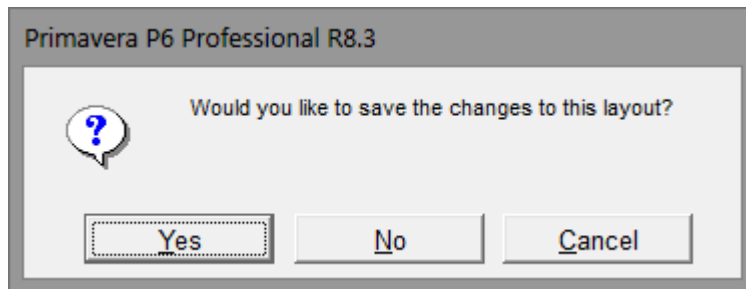 Primavera P6 Professional R8.3
Would you like to save the changes to this layout?
Yes No Cancel